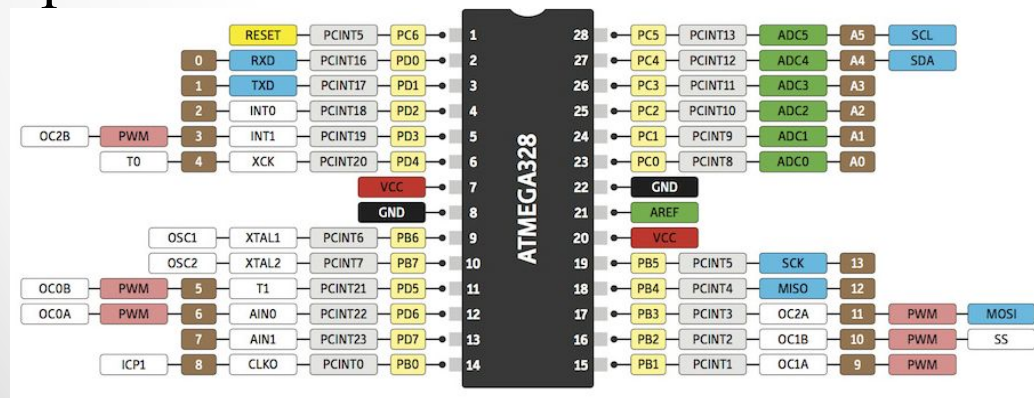 RESET PCINT5 PC6 1 28 PC5 PCINT13 ADC5 A5 SCL
0 RXD PCINT16 PD0 2 27 PC4 PCINT12 ADC4 A4 SDA
1 TXD PCINT17 PD1 3 26 PC3 PCINT11 ADC3 A3
2 INT0 PCINT18 PD2 4 25 PC2 PCINT10 ADC2 A2
OC2B PWM 3 INT1 PCINT19 PD3 5 24 PC1 PCINT9 ADC1 A1
T0 4 XCK PCINT20 PD4 6 23 PC0 PCINT8 ADC0 A0
VCC 7 22 GND
GND 8 21 AREF
OSC1 XTAL1 PCINT6 PB6 9 20 VCC
OSC2 XTAL2 PCINT7 PB7 10 19 PB5 PCINT5 SCK 13
OC0B PWM 5 T1 PCINT21 PD5 11 18 PB4 PCINT4 MISO 12
OC0A PWM 6 AIN0 PCINT22 PD6 12 17 PB3 PCINT3 OC2A 11 PWM MOSI
7 AIN1 PCINT23 PD7 13 16 PB2 PCINT2 OC1B 10 PWM SS
ICP1 8 CLKO PCINT0 PB0 14 15 PB1 PCINT1 OC1A 9 PWM
ATMEGA328